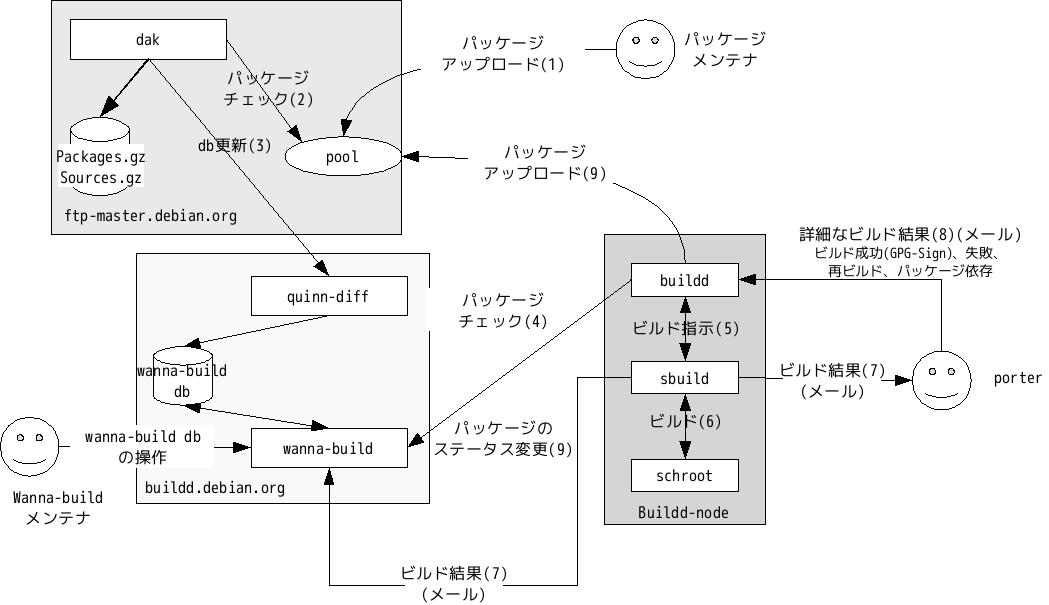 dak
パッケージ
アップロード(1)
パッケージ
メンテナ
パッケージ
チェック(2)
db更新(3)
pool
Packages.gz
Sources.gz
ftp-master.debian.org
パッケージ
アップロード(9)
詳細なビルド結果(8)(メール)
ビルド成功(GPG-Sign)、失敗、
再ビルド、パッケージ依存
quinn-diff
パッケージ
チェック(4)
buildd
ビルド指示(5)
wanna-build
db
sbuild
ビルド結果(7)
(メール)
porter
wanna-build db
の操作
wanna-build
パッケージの
ステータス変更(9)
ビルド(6)
schroot
Buildd-node
buildd.debian.org
Wanna-build
メンテナ
ビルド結果(7)
(メール)